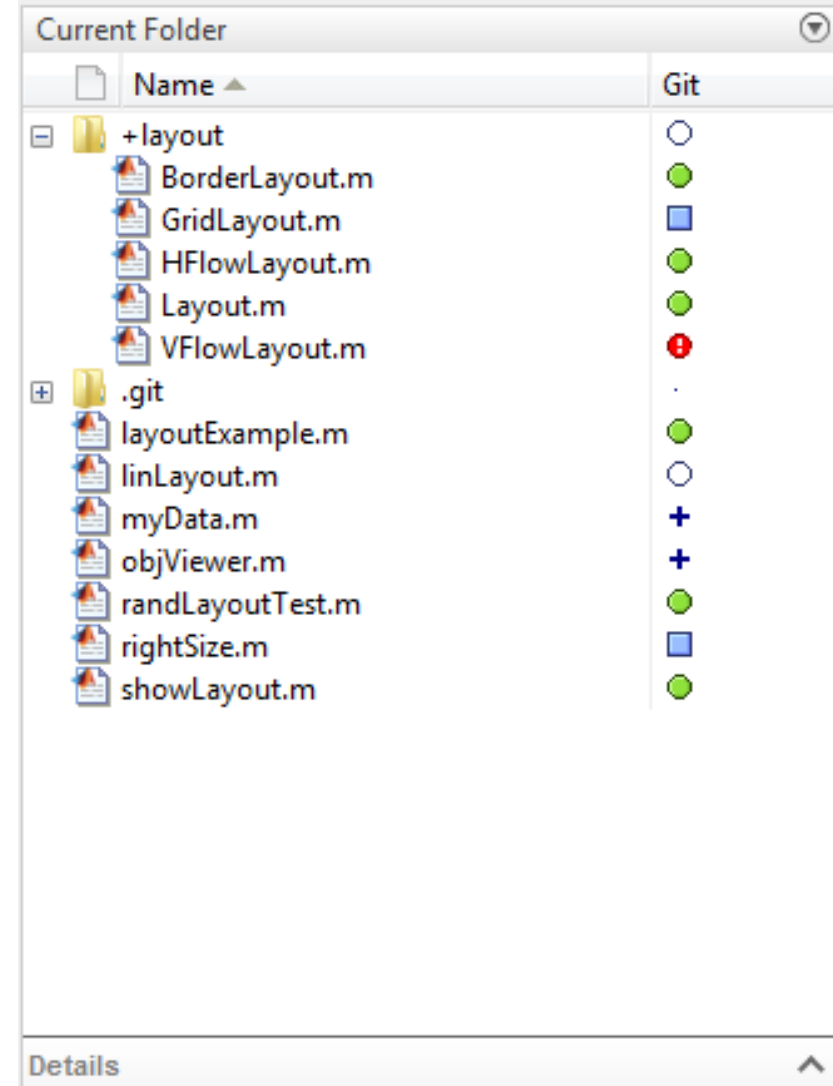 Current Folder
Name Git
+layout
BorderLayout.m
GridLayout.m
HFlowLayout.m
Layout.m
VFlowLayout.m
.git
layoutExample.m
linLayout.m
myData.m
objViewer.m
randLayoutTest.m
rightSize.m
showLayout.m
Details